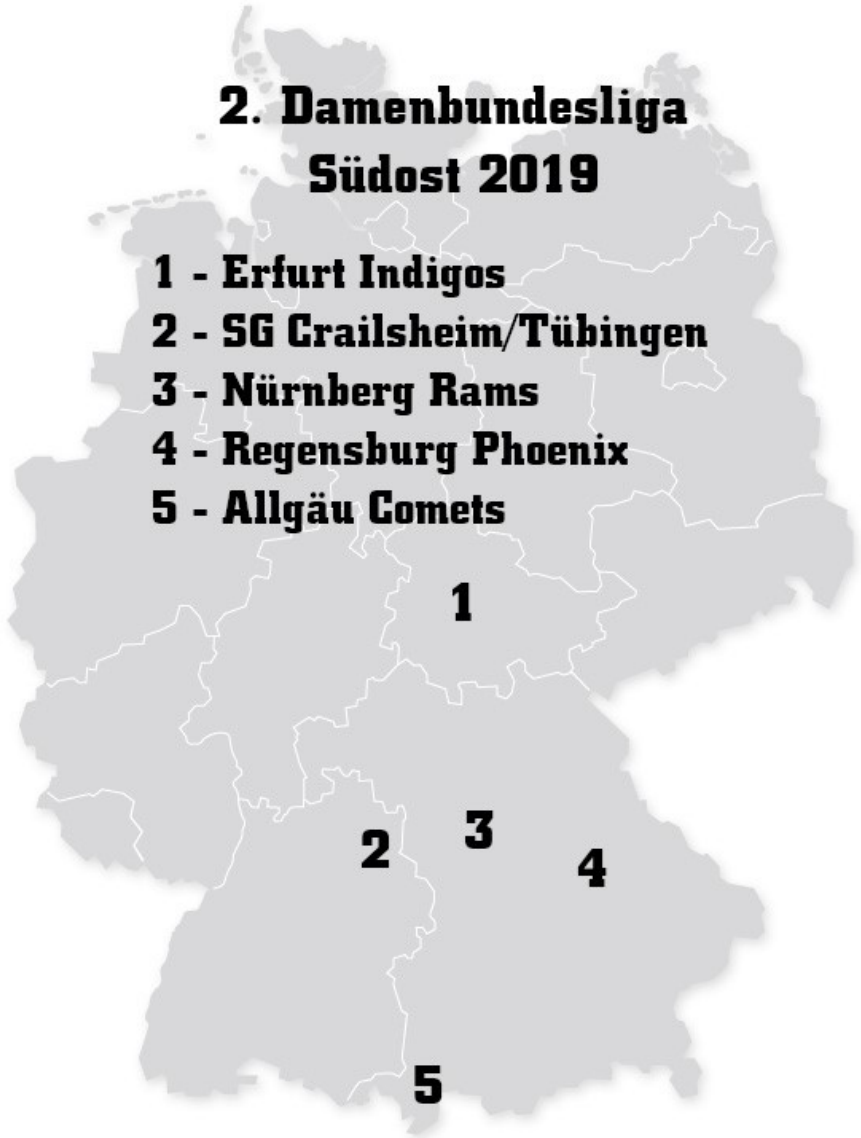 2. Damenbundesliga
Südost 2019
1 - Erfurt Indigos
2 - SG Crailsheim/Tübingen
3 - Nürnberg Rams
4 - Regensburg Phoenix
5 - Allgäu Comets
1
2
3
4
5